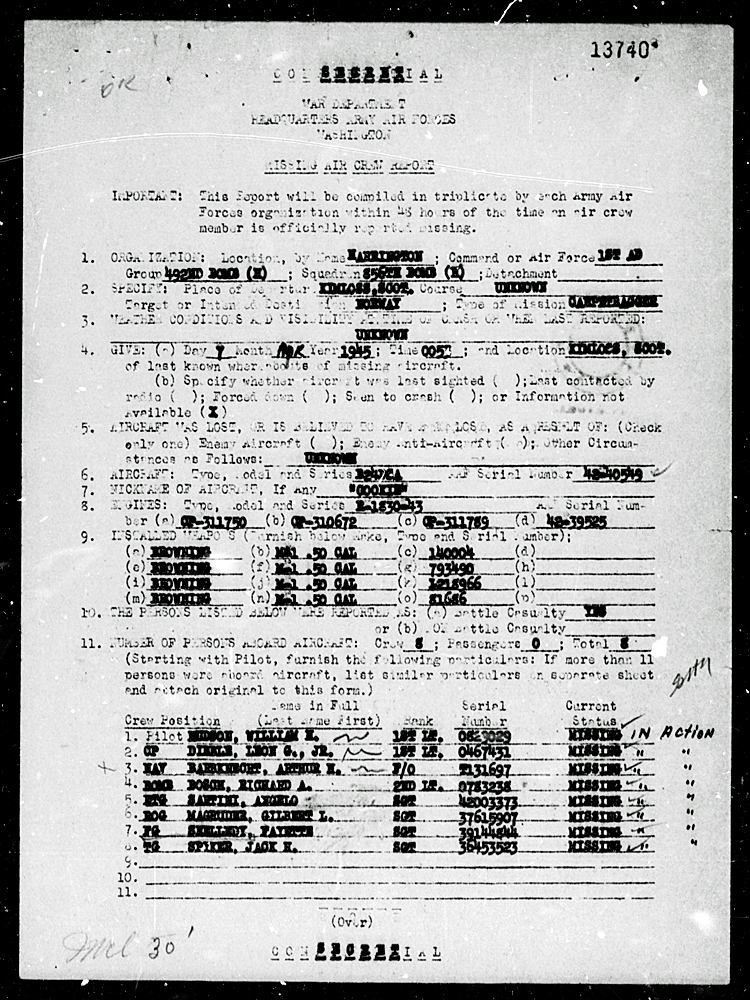 13740
CON SECRET IAL
OK
WAR DEPARTMENT
HEADQUARTERS ARMY AIR FORCES
WASHINGTON
MISSING AIR CREW REPORT
IMPORTANT: This Report will be compiled in triplicate by each Army Air
Forces organization within 48 hours of the time an air crew
member is officially reported missing.
1. ORGANIZATION: Location, by Name HARRINGTON ; Command or Air Force 1ST AD
Group 492ND BOMB (H) ; Squadron 856TH BOMB (H) ; Detachment
2. SPECIFY: Place of Departur KINLOSS, SCOT. Course UNKNOWN
Target or Intended Destination NORWAY ; Type of Mission CARPETBAGGER
3. WEATHER CONDITIONS AND VISIBILITY AT TIME OF CRASH OR WHEN LAST REPORTED:
UNKNOWN
4. GIVE: (a) Day 7 Month APR Year 1945 ; Time 0057 ; and Location KINLOSS, SCOT.
of last known whereabouts of missing aircraft.
(b) Specify whether aircraft was last sighted ( ); Last contacted by
radio ( ); Forced down ( ); Seen to crash ( ); or Information not
Available (X)
5. AIRCRAFT WAS LOST, OR IS BELIEVED TO HAVE BEEN LOST, AS A RESULT OF: (Check
only one) Enemy Aircraft ( ); Enemy Anti-Aircraft ( ); Other Circum-
stances as Follows: UNKNOWN
6. AIRCRAFT: Type, Model and Series AAF Serial Number 42-40549
7. NICKNAME OF AIRCRAFT, If Any "COOKIE"
8. ENGINES: Type, Model and Series R-1830-43 AAF Serial Num-
ber (a) CP-311750 (b) CP-310672 (c) CP-311789 (d) 42-39525
9. INSTALLED WEAPONS (Furnish below Make, Type and Serial Number);
(a) BROWNING (b) .50 CAL (c) 140004 (d)
(e) BROWNING (f) M-1 .50 CAL (g) 793490 (h)
(i) BROWNING (j) M-1 .50 CAL (k) 1218966 (l)
(m) BROWNING (n) M-1 .50 CAL (o) 81686 (p)
10. THE PERSONS LISTED BELOW WERE REPORTED AS: (a) Battle Casualty YES
or (b) Non Battle Casualty
11. NUMBER OF PERSONS ABOARD AIRCRAFT: Crew 8 ; Passengers 0 ; Total 8
(Starting with Pilot, furnish the following particulars: If more than 11
persons were aboard aircraft, list similar particulars on separate sheet
and attach original to this form.)
Name in Full Serial Current
Crew Position (Last Name First) Rank Number Status
1. Pilot HUDSON, WILLIAM H. 1ST LT. MISSING IN ACTION
2. CP DIBBLE, LEON G., JR. 1ST LT. 0467431 MISSING "
3. NAV BARBKNECHT, ARTHUR H. F/O T131697 MISSING "
4. BOMB BOSCH, RICHARD A. 2ND LT. 0783238 MISSING "
5. ETG SARTINI, ANGELO SGT 42003373 MISSING "
6. ROG MAGRUDER, GILBERT L. SGT 37615907 MISSING "
7. SHELLEDY, FAYETTE SGT 39144844 MISSING "
8. TG SPIKER, JACK H. SGT 36453523 MISSING "
9.
10.
11.
(Over)
30'
CON SECRET IAL